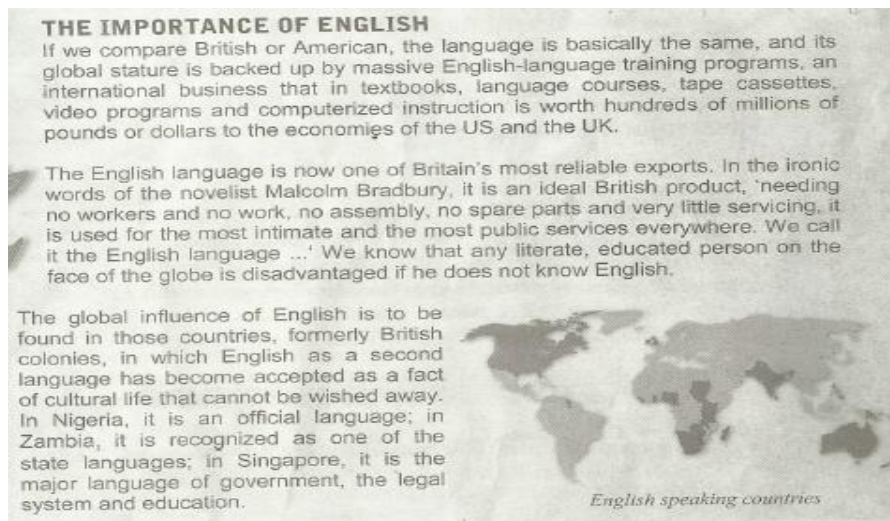 THE IMPORTANCE OF ENGLISH
If we compare British or American, the language is basically the same, and its
global stature is backed up by massive English-language training programs, an
international business that in textbooks, language courses, tape cassettes,
video programs and computerized instruction is worth hundreds of millions of
pounds or dollars to the economies of the US and the UK.
The English language is now one of Britain's most reliable exports. In the ironic
words of the novelist Malcolm Bradbury, it is an ideal British product, 'needing
no workers and no work, no assembly, no spare parts and very little servicing, it
is used for the most intimate and the most public services everywhere. We call
it the English language ...' We know that any literate, educated person on the
face of the globe is disadvantaged if he does not know English.
The global influence of English is to be
found in those countries, formerly British
colonies, in which English as a second
language has become accepted as a fact
of cultural life that cannot be wished away.
In Nigeria, it is an official language; in
Zambia, it is recognized as one of the
state languages; in Singapore, it is the
major language of government, the legal
system and education.
English speaking countries